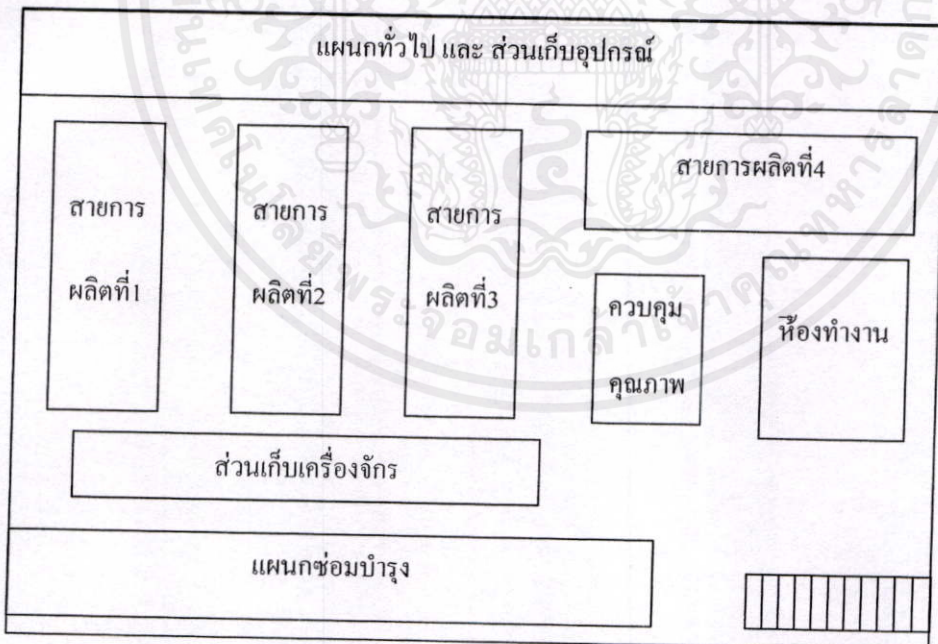 แผนกทั่วไป และ ส่วนเก็บอุปกรณ์
สายการ
ผลิตที่1
สายการ
ผลิตที่2
สายการ
ผลิตที่3
สายการผลิตที่4
ควบคุม
คุณภาพ
ห้องทำงาน
ส่วนเก็บเครื่องจักร
แผนกซ่อมบำรุง